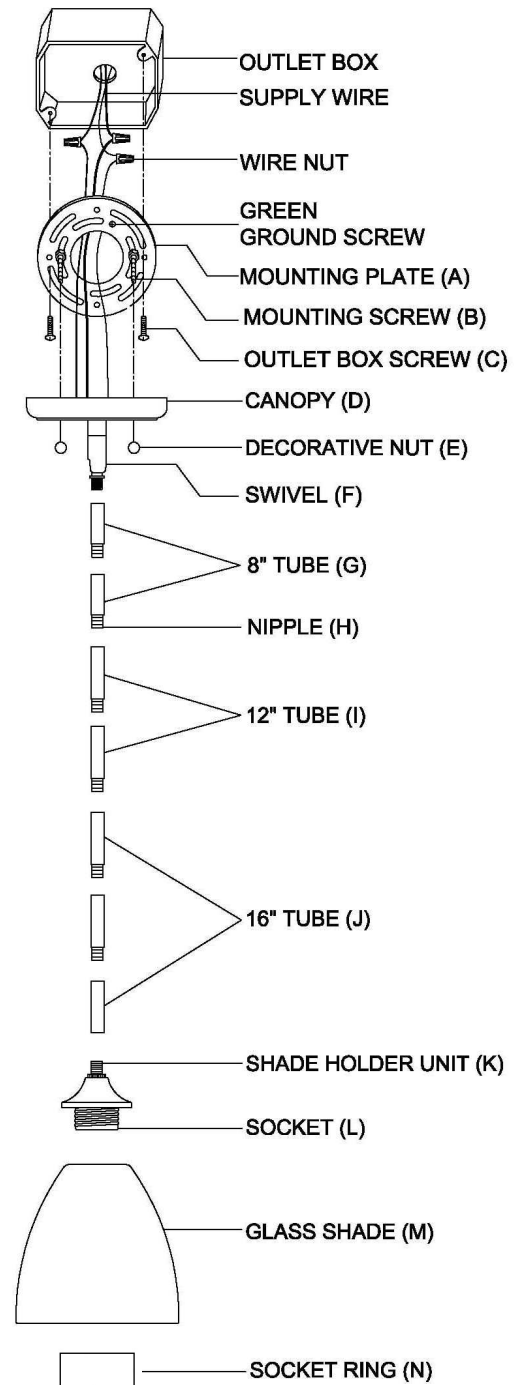 OUTLET BOX
SUPPLY WIRE
WIRE NUT
GREEN
GROUND SCREW
MOUNTING PLATE (A)
MOUNTING SCREW (B)
OUTLET BOX SCREW (C)
CANOPY (D)
DECORATIVE NUT (E)
SWIVEL (F)
8" TUBE (G)
NIPPLE (H)
12" TUBE (I)
16" TUBE (J)
SHADE HOLDER UNIT (K)
SOCKET (L)
GLASS SHADE (M)
SOCKET RING (N)